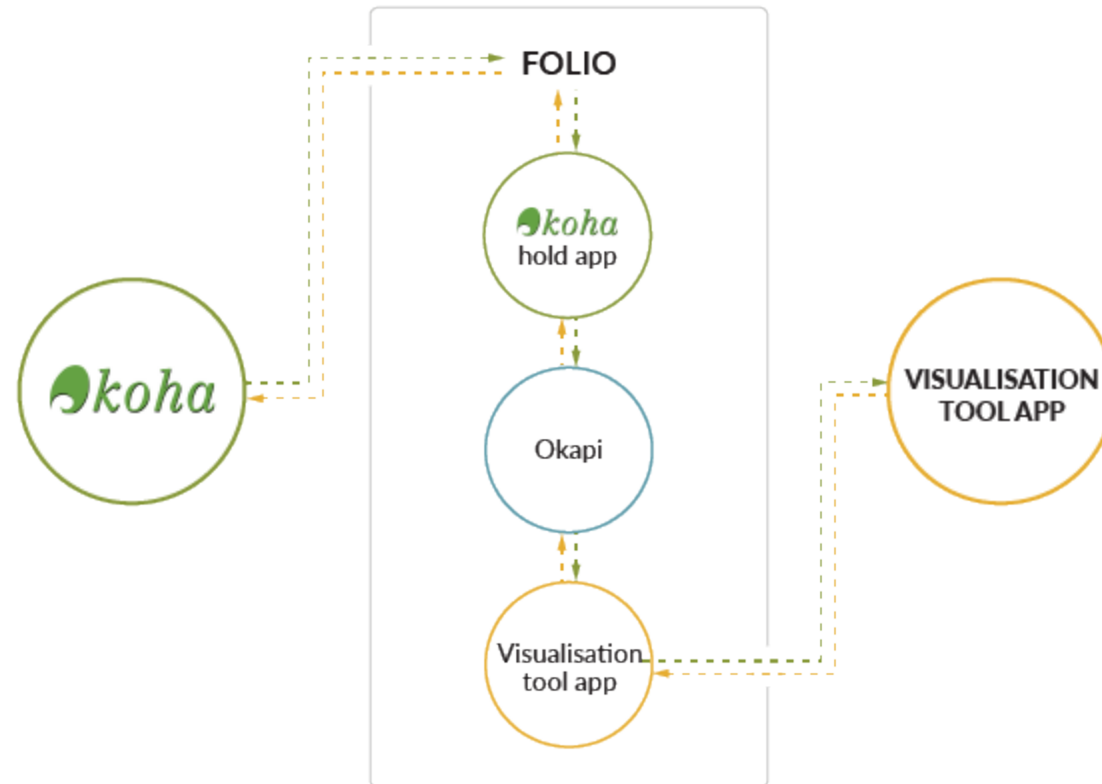 FOLIO
koha
hold app
koha
Okapi
VISUALISATION
TOOL APP
Visualisation
tool app